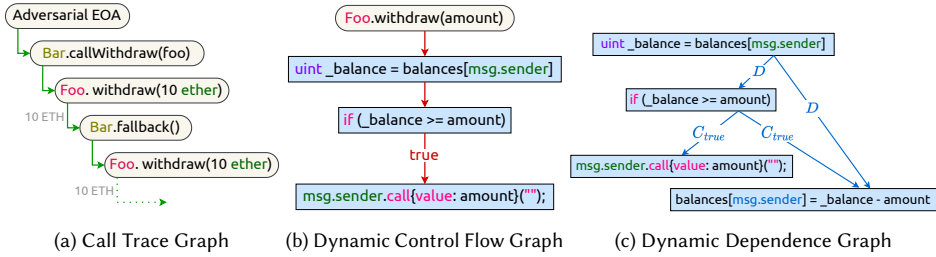 Adversarial EOA
Bar.callWithdraw(foo)
Foo. withdraw(10 ether)
10 ETH
Bar.fallback()
Foo. withdraw(10 ether)
10 ETH
(a) Call Trace Graph
Foo.withdraw(amount)
uint _balance = balances[msg.sender]
if (_balance >= amount)
true
msg.sender.call{value: amount}("");
(b) Dynamic Control Flow Graph
uint _balance = balances[msg.sender]
D
if (_balance >= amount)
D
C_true
C_true
msg.sender.call{value: amount}("");
balances[msg.sender] = _balance - amount
(c) Dynamic Dependence Graph